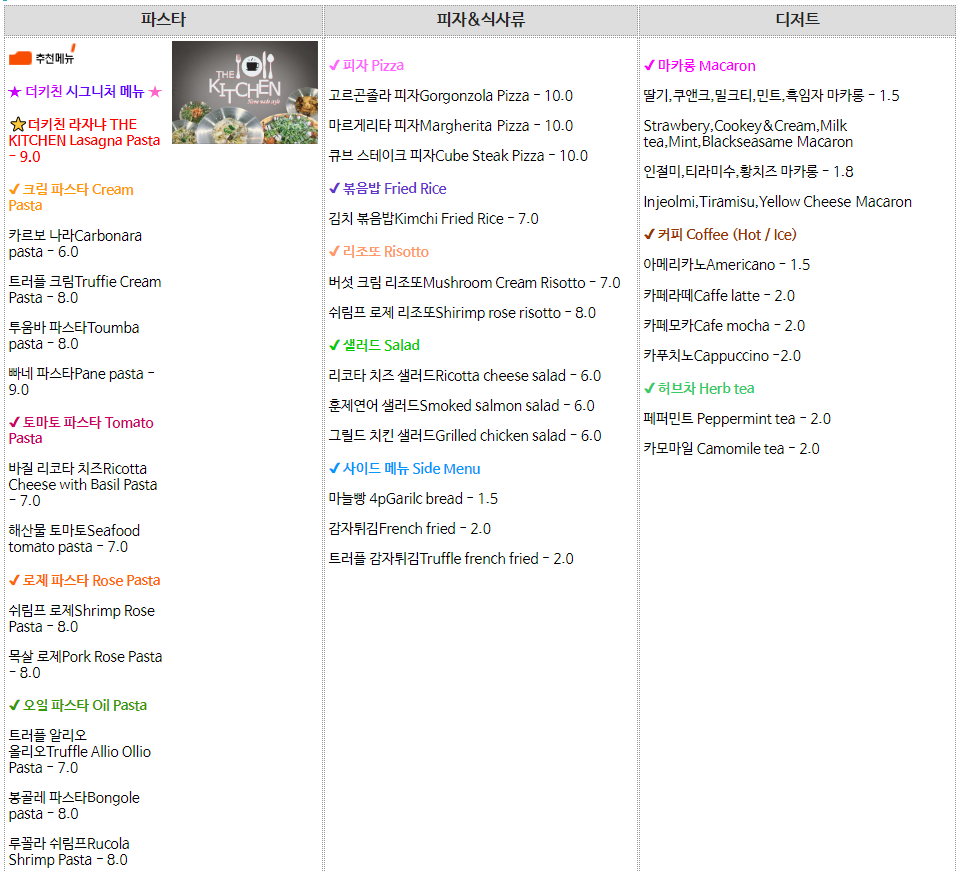 파스타
추천메뉴
THE
KITCHEN
★ 더키친 시그니처 메뉴 ★
더키친 라자냐 THE
KITCHEN Lasagna Pasta
- 9.0
✔ 크림 파스타 Cream
Pasta
카르보 나라Carbonara
pasta - 6.0
트러플 크림Truffie Cream
Pasta - 8.0
투움바 파스타Toumba
pasta - 8.0
빠네 파스타Pane pasta -
9.0
✔ 토마토 파스타 Tomato
Pasta
바질 리코타 치즈Ricotta
Cheese with Basil Pasta
- 7.0
해산물 토마토Seafood
tomato pasta - 7.0
✔ 로제 파스타 Rose Pasta
쉬림프 로제Shrimp Rose
Pasta - 8.0
목살 로제Pork Rose Pasta
- 8.0
✔ 오일 파스타 Oil Pasta
트러플 알리오
올리오Truffle Allio Ollio
Pasta - 7.0
봉골레 파스타Bongole
pasta - 8.0
루꼴라 쉬림프Rucola
Shrimp Pasta - 8.0
피자&식사류
✔ 피자 Pizza
고르곤졸라 피자Gorgonzola Pizza - 10.0
마르게리타 피자Margherita Pizza - 10.0
큐브 스테이크 피자Cube Steak Pizza - 10.0
✔ 볶음밥 Fried Rice
김치 볶음밥Kimchi Fried Rice - 7.0
✔ 리조또 Risotto
버섯 크림 리조또Mushroom Cream Risotto - 7.0
쉬림프 로제 리조또Shirimp rose risotto - 8.0
✔ 샐러드 Salad
리코타 치즈 샐러드Ricotta cheese salad - 6.0
훈제연어 샐러드Smoked salmon salad - 6.0
그릴드 치킨 샐러드Grilled chicken salad - 6.0
✔ 사이드 메뉴 Side Menu
마늘빵 4pGarilc bread - 1.5
감자튀김French fried - 2.0
트러플 감자튀김Truffle french fried - 2.0
디저트
✔ 마카롱 Macaron
딸기,쿠앤크,밀크티,민트,흑임자 마카롱 - 1.5
Strawbery,Cookey&Cream,Milk
tea,Mint,Blackseasame Macaron
인절미,티라미수,황치즈 마카롱 - 1.8
Injeolmi,Tiramisu,Yellow Cheese Macaron
✔ 커피 Coffee (Hot / Ice)
아메리카노Americano - 1.5
카페라떼Caffe latte - 2.0
카페모카Cafe mocha - 2.0
카푸치노Cappuccino -2.0
✔ 허브차 Herb tea
페퍼민트 Peppermint tea - 2.0
카모마일 Camomile tea - 2.0